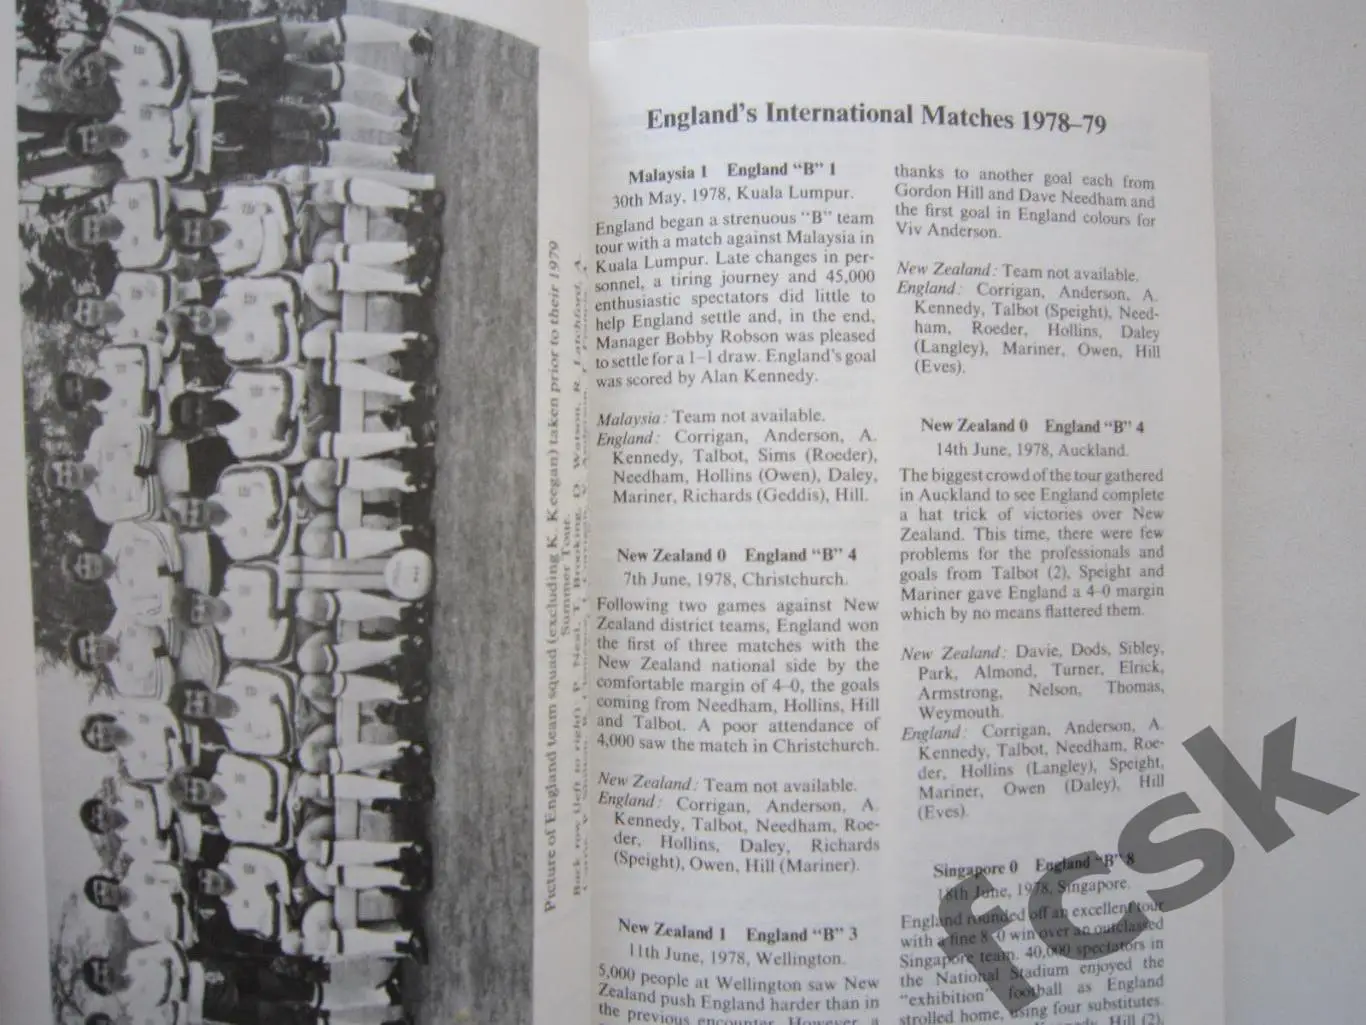 Picture of England team squad (excluding K. Keegan) taken prior to their 1979
Summer Tour.
Back row (left to right) P. Neal, T. Brooking, D. Watson, R. Latchford, A.
England's International Matches 1978–79
Malaysia 1 England "B" 1
30th May, 1978, Kuala Lumpur.
England began a strenuous "B" team
tour with a match against Malaysia in
Kuala Lumpur. Late changes in per-
sonnel, a tiring journey and 45,000
enthusiastic spectators did little to
help England settle and, in the end,
Manager Bobby Robson was pleased
to settle for a 1–1 draw. England's goal
was scored by Alan Kennedy.
Malaysia: Team not available.
England: Corrigan, Anderson, A.
Kennedy, Talbot, Sims (Roeder),
Needham, Hollins (Owen), Daley,
Mariner, Richards (Geddis), Hill.
New Zealand 0 England "B" 4
7th June, 1978, Christchurch.
Following two games against New
Zealand district teams, England won
the first of three matches with the
New Zealand national side by the
comfortable margin of 4–0, the goals
coming from Needham, Hollins, Hill
and Talbot. A poor attendance of
4,000 saw the match in Christchurch.
New Zealand: Team not available.
England: Corrigan, Anderson, A.
Kennedy, Talbot, Needham, Roe-
der, Hollins, Daley, Richards
(Speight), Owen, Hill (Mariner).
New Zealand 1 England "B" 3
11th June, 1978, Wellington.
5,000 people at Wellington saw New
Zealand push England harder than in
the previous encounter. However, a
thanks to another goal each from
Gordon Hill and Dave Needham and
the first goal in England colours for
Viv Anderson.
New Zealand: Team not available.
England: Corrigan, Anderson, A.
Kennedy, Talbot (Speight), Need-
ham, Roeder, Hollins, Daley
(Langley), Mariner, Owen, Hill
(Eves).
New Zealand 0 England "B" 4
14th June, 1978, Auckland.
The biggest crowd of the tour gathered
in Auckland to see England complete
a hat trick of victories over New
Zealand. This time, there were few
problems for the professionals and
goals from Talbot (2), Speight and
Mariner gave England a 4–0 margin
which by no means flattered them.
New Zealand: Davie, Dods, Sibley,
Park, Almond, Turner, Elrick,
Armstrong, Nelson, Thomas,
Weymouth.
England: Corrigan, Anderson, A.
Kennedy, Talbot, Needham, Roe-
der, Hollins (Langley), Speight,
Mariner, Owen (Daley), Hill
(Eves).
Singapore 0 England "B" 8
18th June, 1978, Singapore.
England rounded off an excellent tour
with a fine 8–0 win over an outclassed
Singapore team. 40,000 spectators in
the National Stadium enjoyed the
"exhibition" football as England
strolled home, using four substitutes.
Hill (2),
fcsk